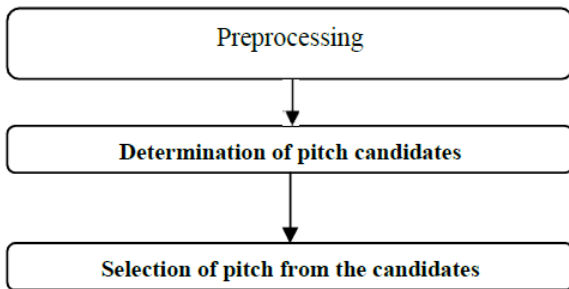 Preprocessing
Determination of pitch candidates
Selection of pitch from the candidates